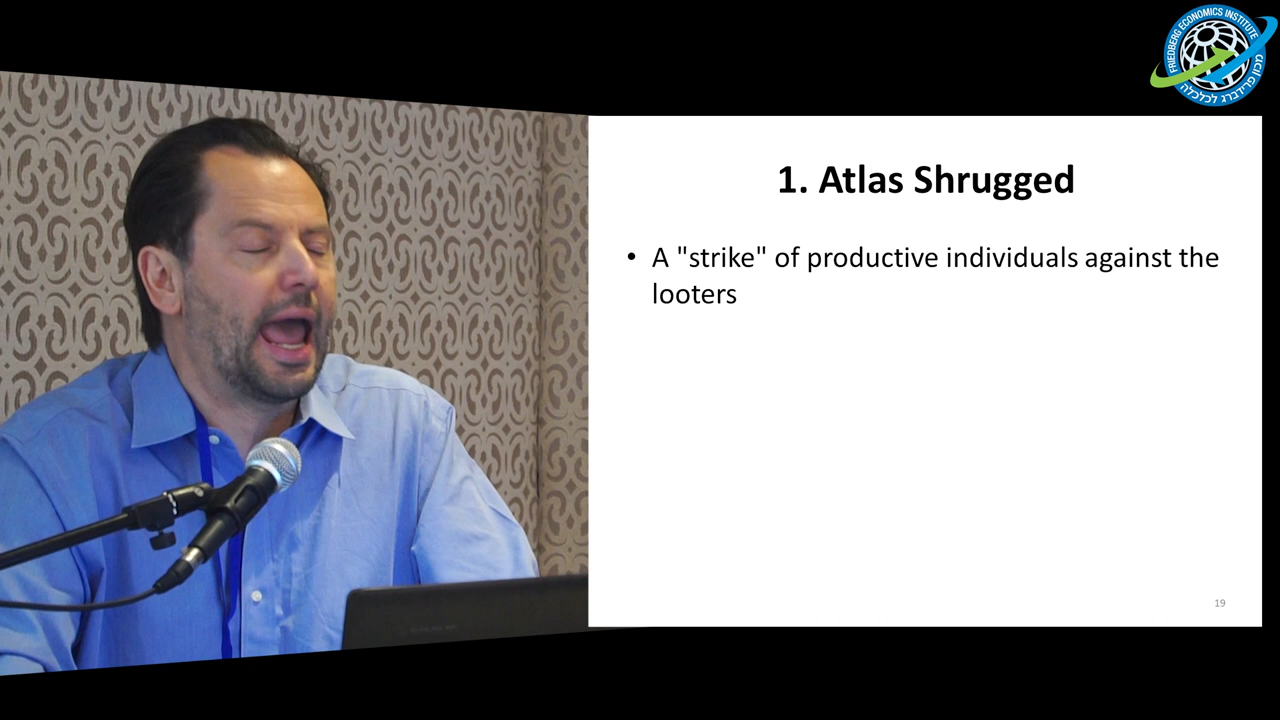 FRIEDBERG ECONOMICS INSTITUTE
מכון פרידברג לכלכלה
1. Atlas Shrugged
• A "strike" of productive individuals against the
looters
19